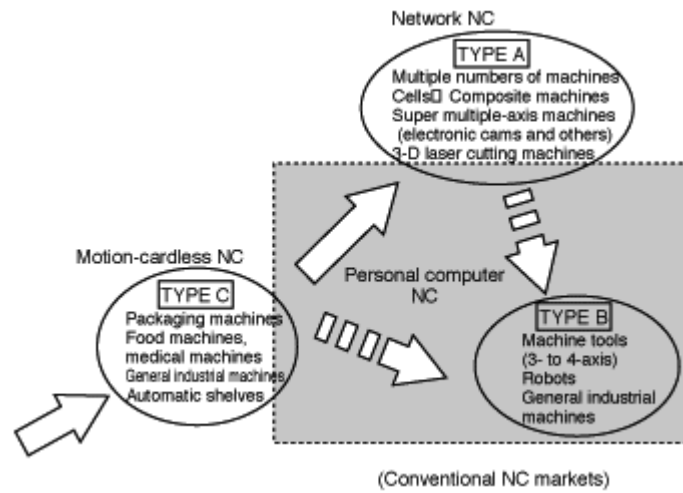 Network NC
TYPE A
Multiple numbers of machines
Cells□ Composite machines
Super multiple-axis machines
(electronic cams and others)
3-D laser cutting machines
Motion-cardless NC
TYPE C
Packaging machines
Food machines,
medical machines
General industrial machines
Automatic shelves
Personal computer
NC
TYPE B
Machine tools
(3- to 4-axis)
Robots
General industrial
machines
(Conventional NC markets)